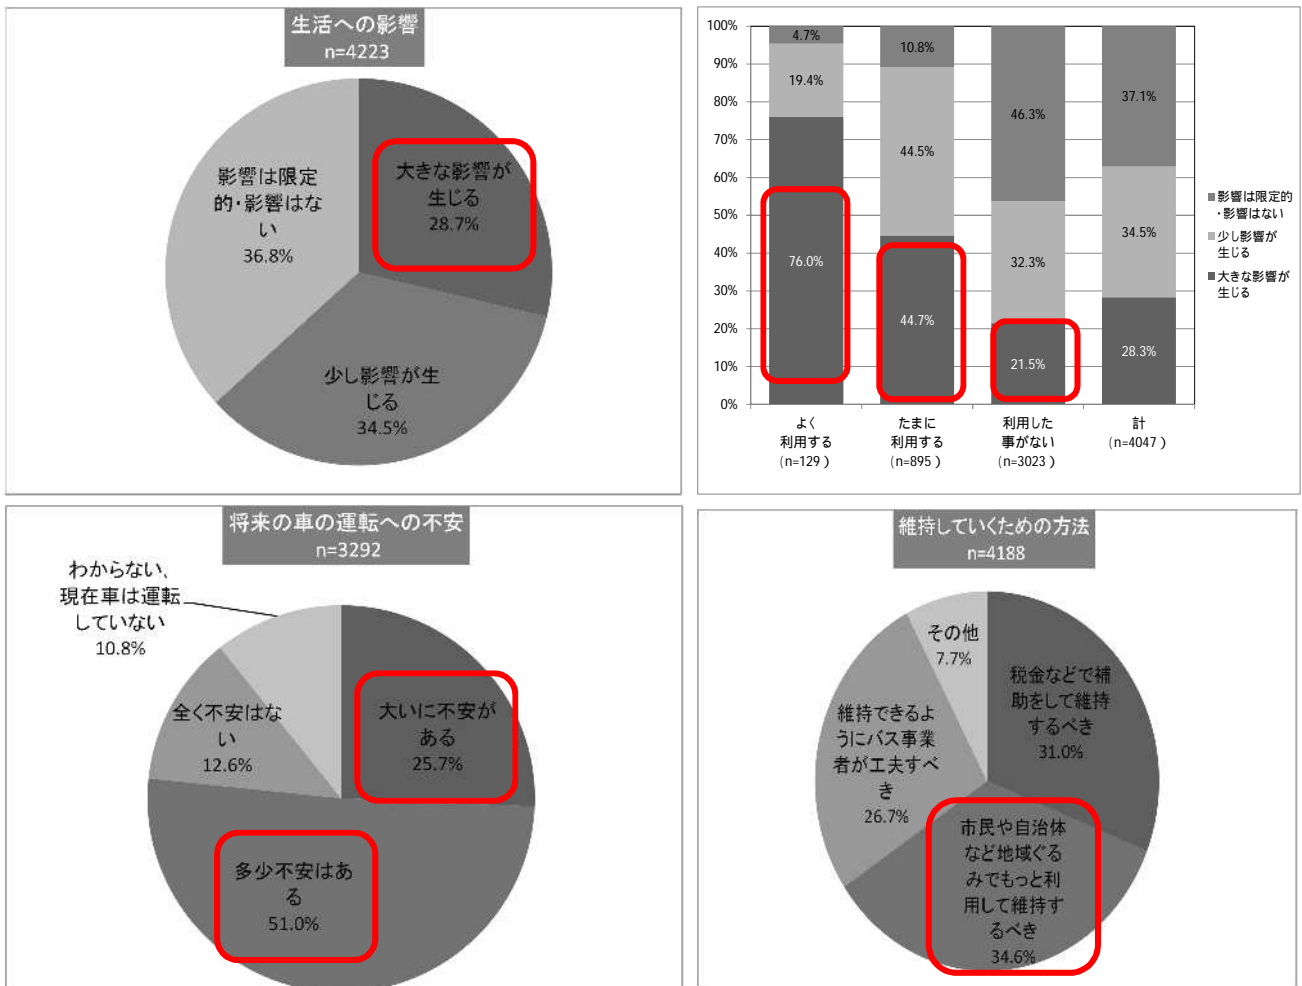 生活への影響
n=4223
大きな影響が
生じる
28.7%
影響は限定
的・影響はな
い
36.8%
少し影響が生
じる
34.5%
100%
90%
80%
70%
60%
50%
40%
30%
20%
10%
0%
4.7%
19.4%
76.0%
10.8%
44.5%
44.7%
46.3%
32.3%
21.5%
37.1%
34.5%
28.3%
よく
利用する
(n=129)
たまに
利用する
(n=895)
利用した
事がない
(n=3023)
計
(n=4047)
影響は限定的
・影響はない
少し影響が
生じる
大きな影響が
生じる
将来の車の運転への不安
n=3292
わからない、
現在車は運転
していない
10.8%
大いに不安が
ある
25.7%
全く不安はな
い
12.6%
多少不安はあ
る
51.0%
維持していくための方法
n=4188
その他
7.7%
税金などで補
助をして維持
するべき
31.0%
維持できるよ
うにバス事業
者が工夫すべ
き
26.7%
市民や自治体
など地域ぐる
みでもっと利
用して維持す
るべき
34.6%